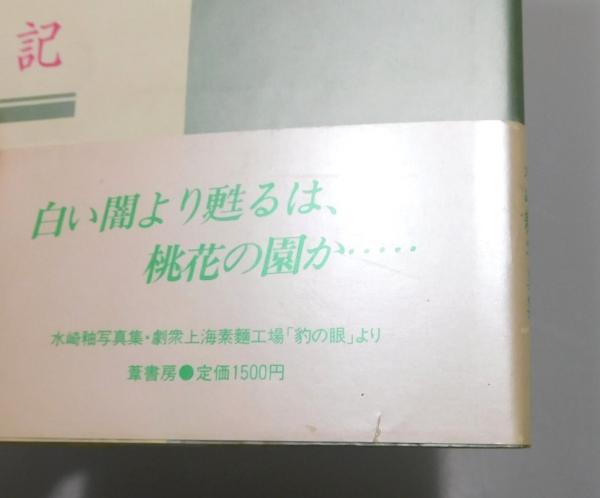 記
白い闇より甦るは、
桃花の園か‥‥‥
水崎釉写真集・劇衆上海素麺工場「豹の眼」より
葦書房●定価1500円